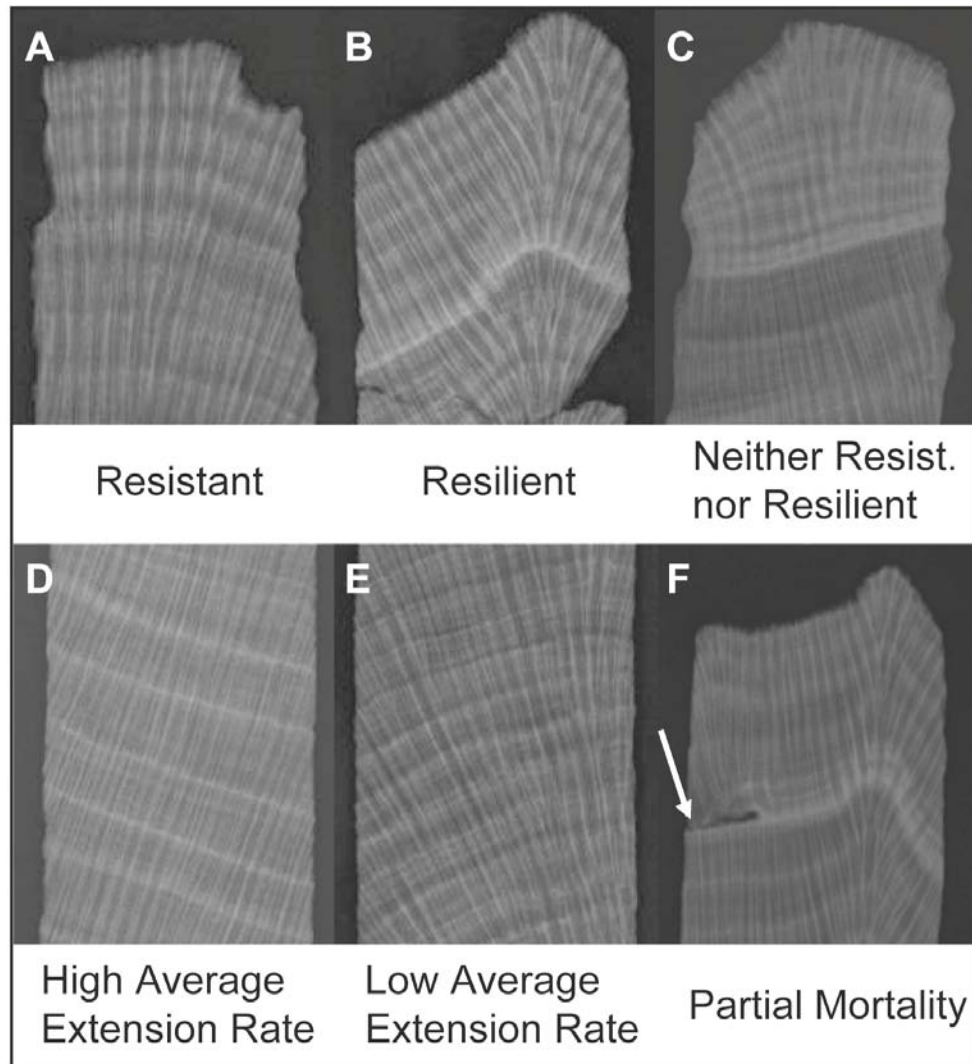 A
B
C
Resistant
Resilient
Neither Resist.
nor Resilient
D
E
F
High Average
Extension Rate
Low Average
Extension Rate
Partial Mortality